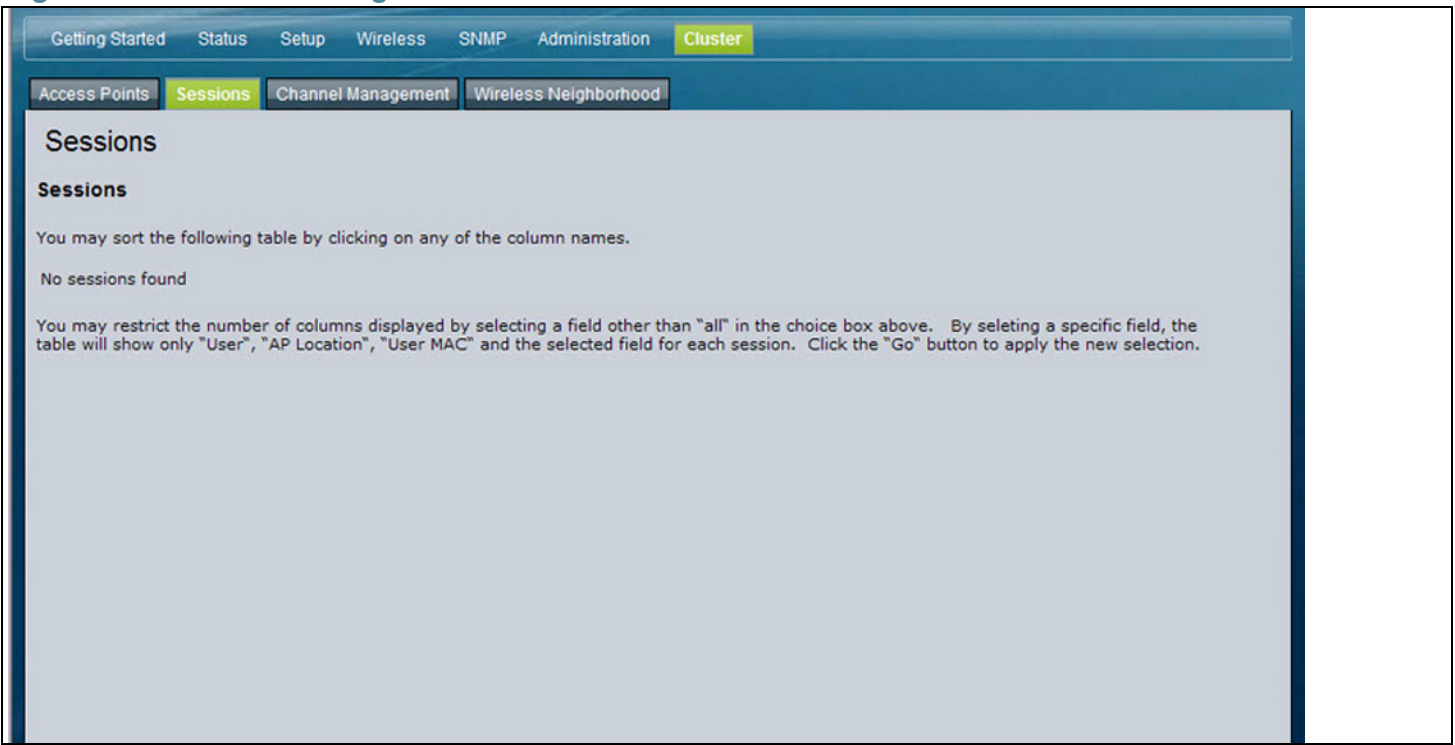 Getting Started Status Setup Wireless SNMP Administration Cluster
Access Points Sessions Channel Management Wireless Neighborhood
Sessions
Sessions
You may sort the following table by clicking on any of the column names.
No sessions found
You may restrict the number of columns displayed by selecting a field other than "all" in the choice box above. By seleting a specific field, the
table will show only "User", "AP Location", "User MAC" and the selected field for each session. Click the "Go" button to apply the new selection.